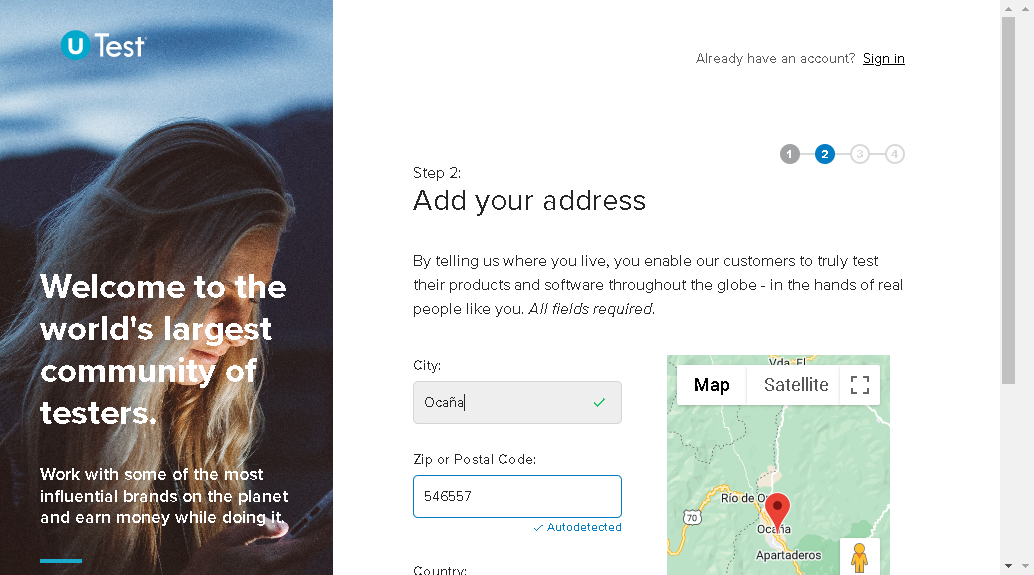 U Test
Already have an account? Sign in
1 2 3 4
Step 2:
Add your address
By telling us where you live, you enable our customers to truly test
their products and software throughout the globe - in the hands of real
people like you. All fields required.
Welcome to the
world's largest
community of
testers.
Work with some of the most
influential brands on the planet
and earn money while doing it.
City:
Ocaña
Zip or Postal Code:
546557
Autodetected
Country:
Vda. El
Map Satellite
Río de O
70
Ocaña
Apartaderos